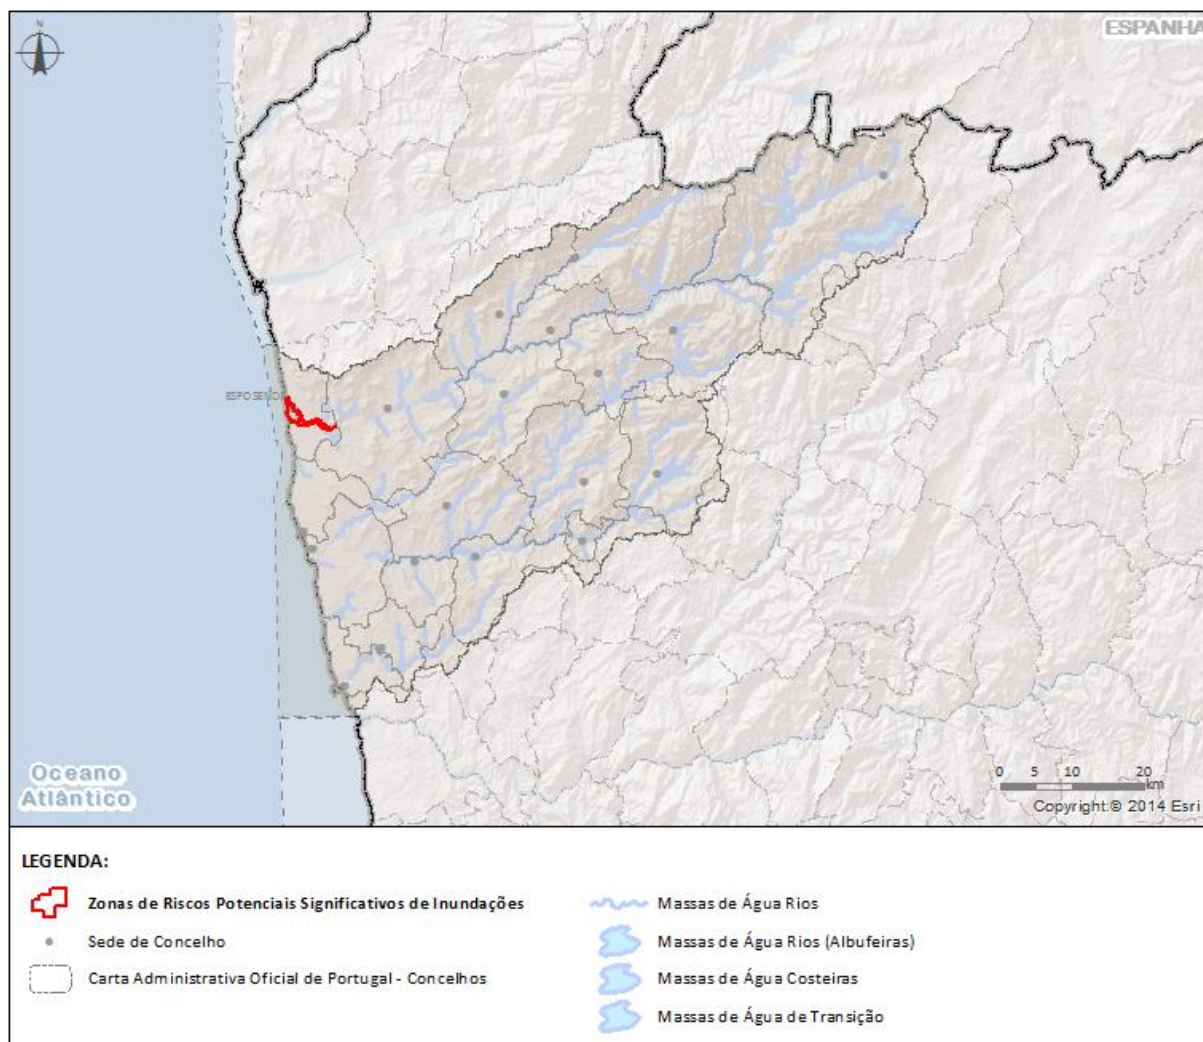 N
ESPANHA
ESPOSENDE
Oceano
Atlântico
0 5 10 20
km
Copyright:© 2014 Esri
LEGENDA:
Zonas de Riscos Potenciais Significativos de Inundações
Sede de Concelho
Carta Administrativa Oficial de Portugal - Concelhos
Massas de Água Rios
Massas de Água Rios (Albufeiras)
Massas de Água Costeiras
Massas de Água de Transição